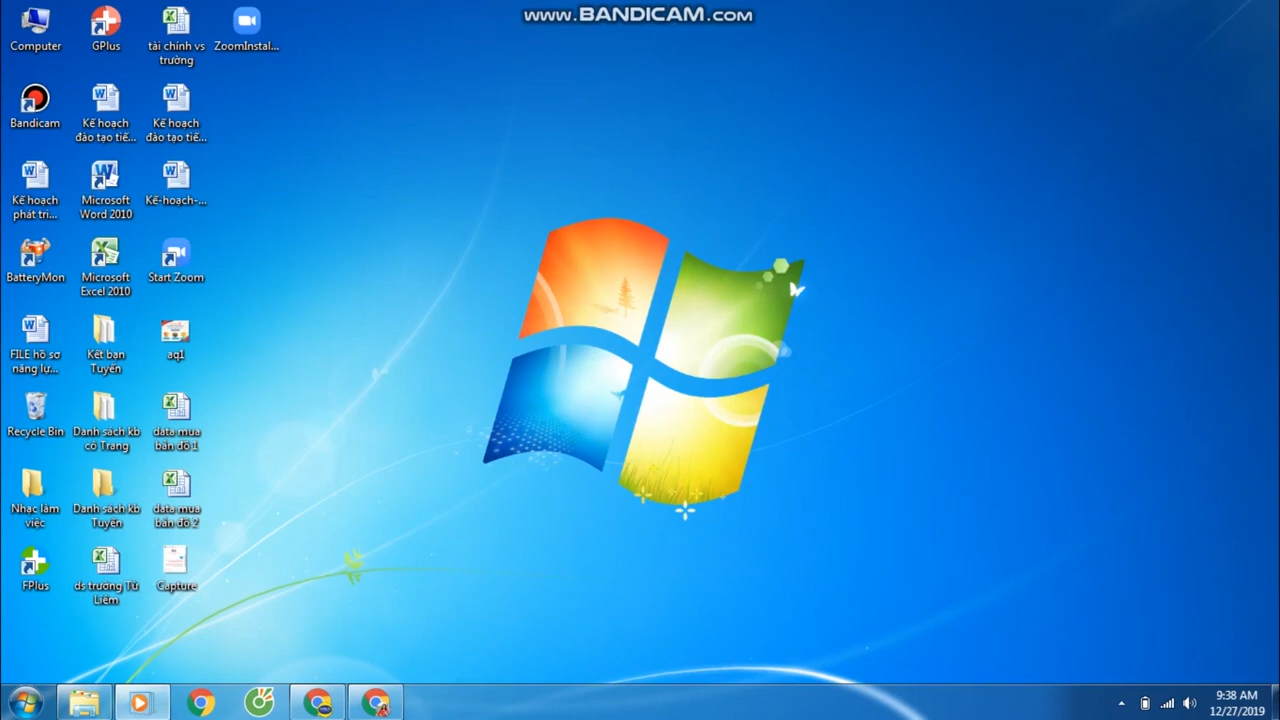 www.BANDICAM.com
Computer
GPlus
tài chính vs
trường
ZoomInstal...
Bandicam
Kế hoạch
đào tạo tiế...
Kế hoạch
đào tạo tiế...
Kế hoạch
phát tri...
Microsoft
Word 2010
Kế-hoạch-...
BatteryMon
Microsoft
Excel 2010
Start Zoom
FILE hồ sơ
năng lự...
Kết bạn
Tuyến
aq1
Recycle Bin
Danh sách kb
cô Trang
data mua
bản đồ 1
Nhạc làm
việc
Danh sách kb
Tuyến
data mua
bản đồ 2
FPlus
ds trường Từ
Liêm
Capture
9:38 AM
12/27/2019